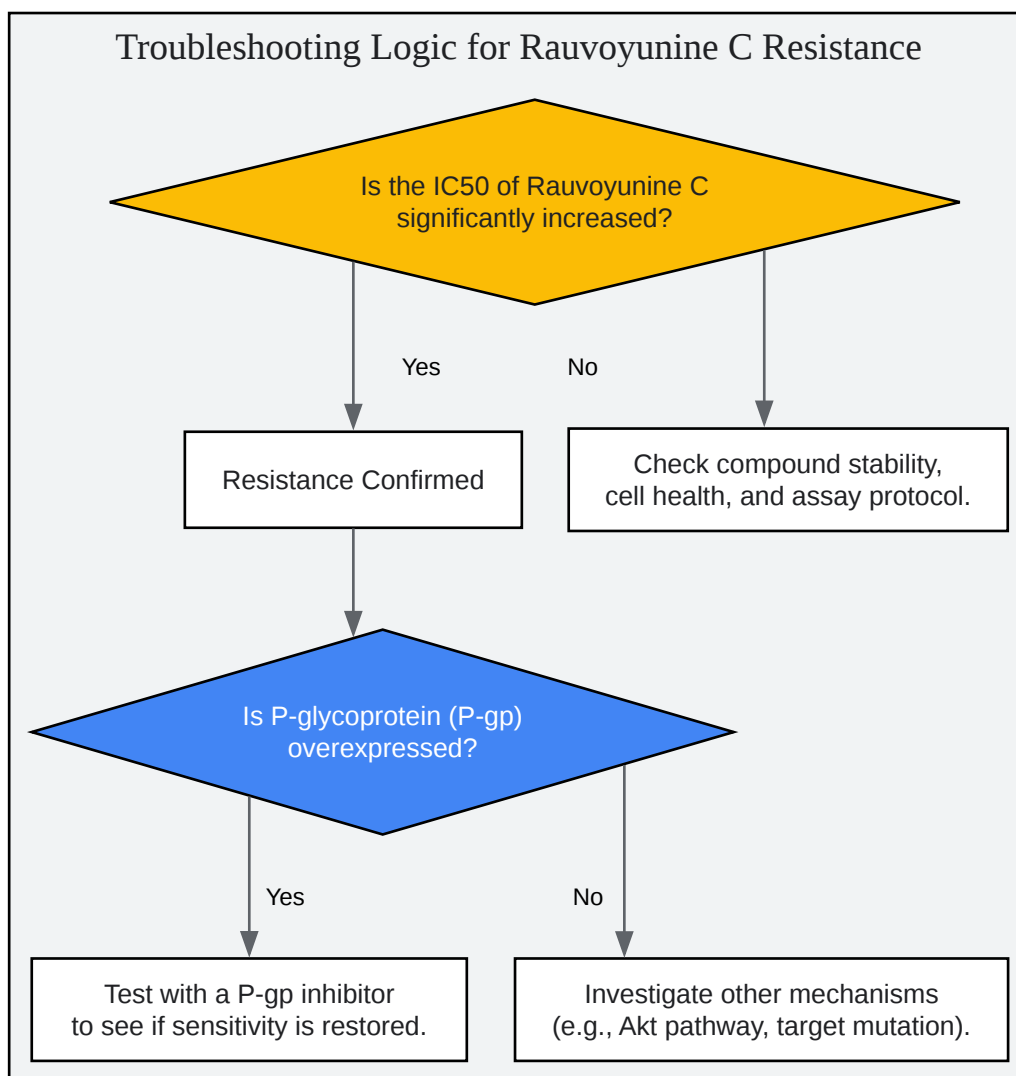 Troubleshooting Logic for Rauvoyunine C Resistance
Is the IC50 of Rauvoyunine C
significantly increased?
Yes
No
Resistance Confirmed
Check compound stability,
cell health, and assay protocol.
Is P-glycoprotein (P-gp)
overexpressed?
Yes
No
Test with a P-gp inhibitor
to see if sensitivity is restored.
Investigate other mechanisms
(e.g., Akt pathway, target mutation).